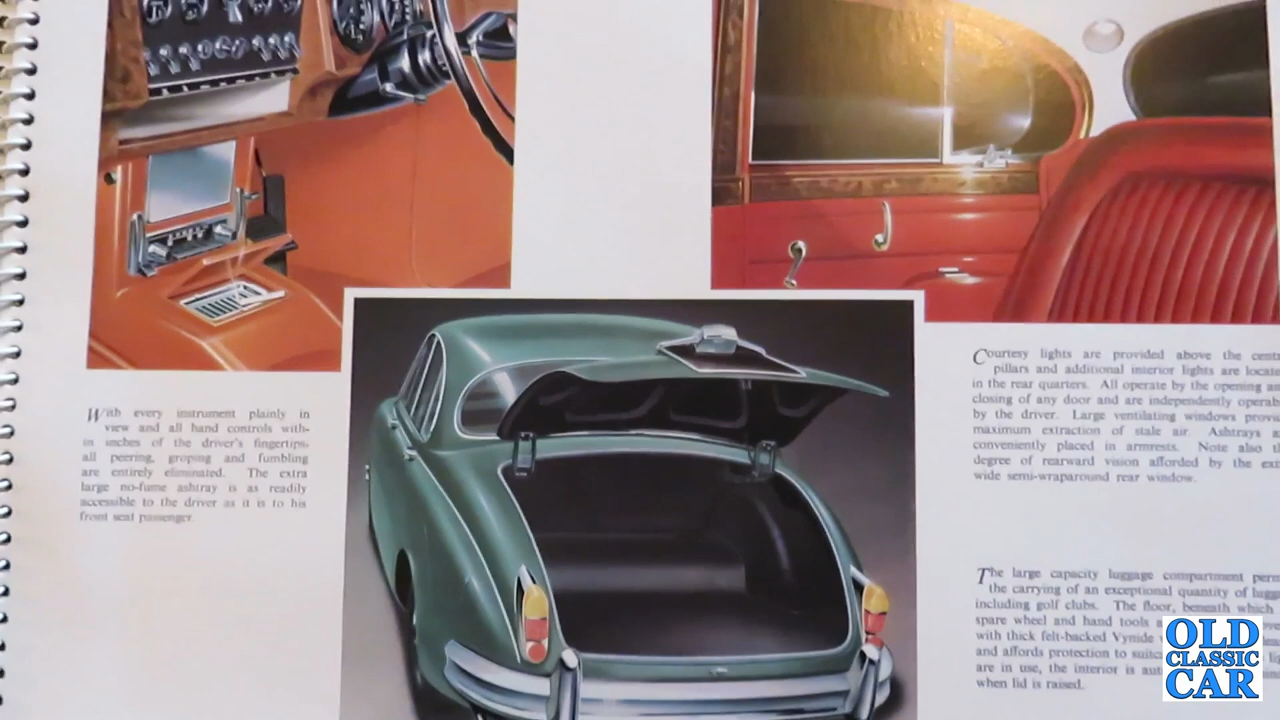 With every instrument plainly in
view and all hand controls with-
in inches of the driver's fingertips-
all peering, groping and fumbling
are entirely eliminated. The extra
large no-fume ashtray is as readily
accessible to the driver as it is to his
front seat passenger.
Courtesy lights are provided above the
pillars and additional interior lights are
in the rear quarters. All operate by the opening
closing of any door and are independently
by the driver. Large ventilating windows
maximum extraction of stale air. Ashtrays
conveniently placed in armrests. Note also
degree of rearward vision afforded by the
wide semi-wraparound rear window.
The large capacity luggage compartment
the carrying of an exceptional quantity of
including golf clubs. The floor, beneath which
spare wheel and hand tools
with thick felt-backed Vynide
and affords protection to
are in use, the interior is
when lid is raised.
OLD
CLASSIC
CAR